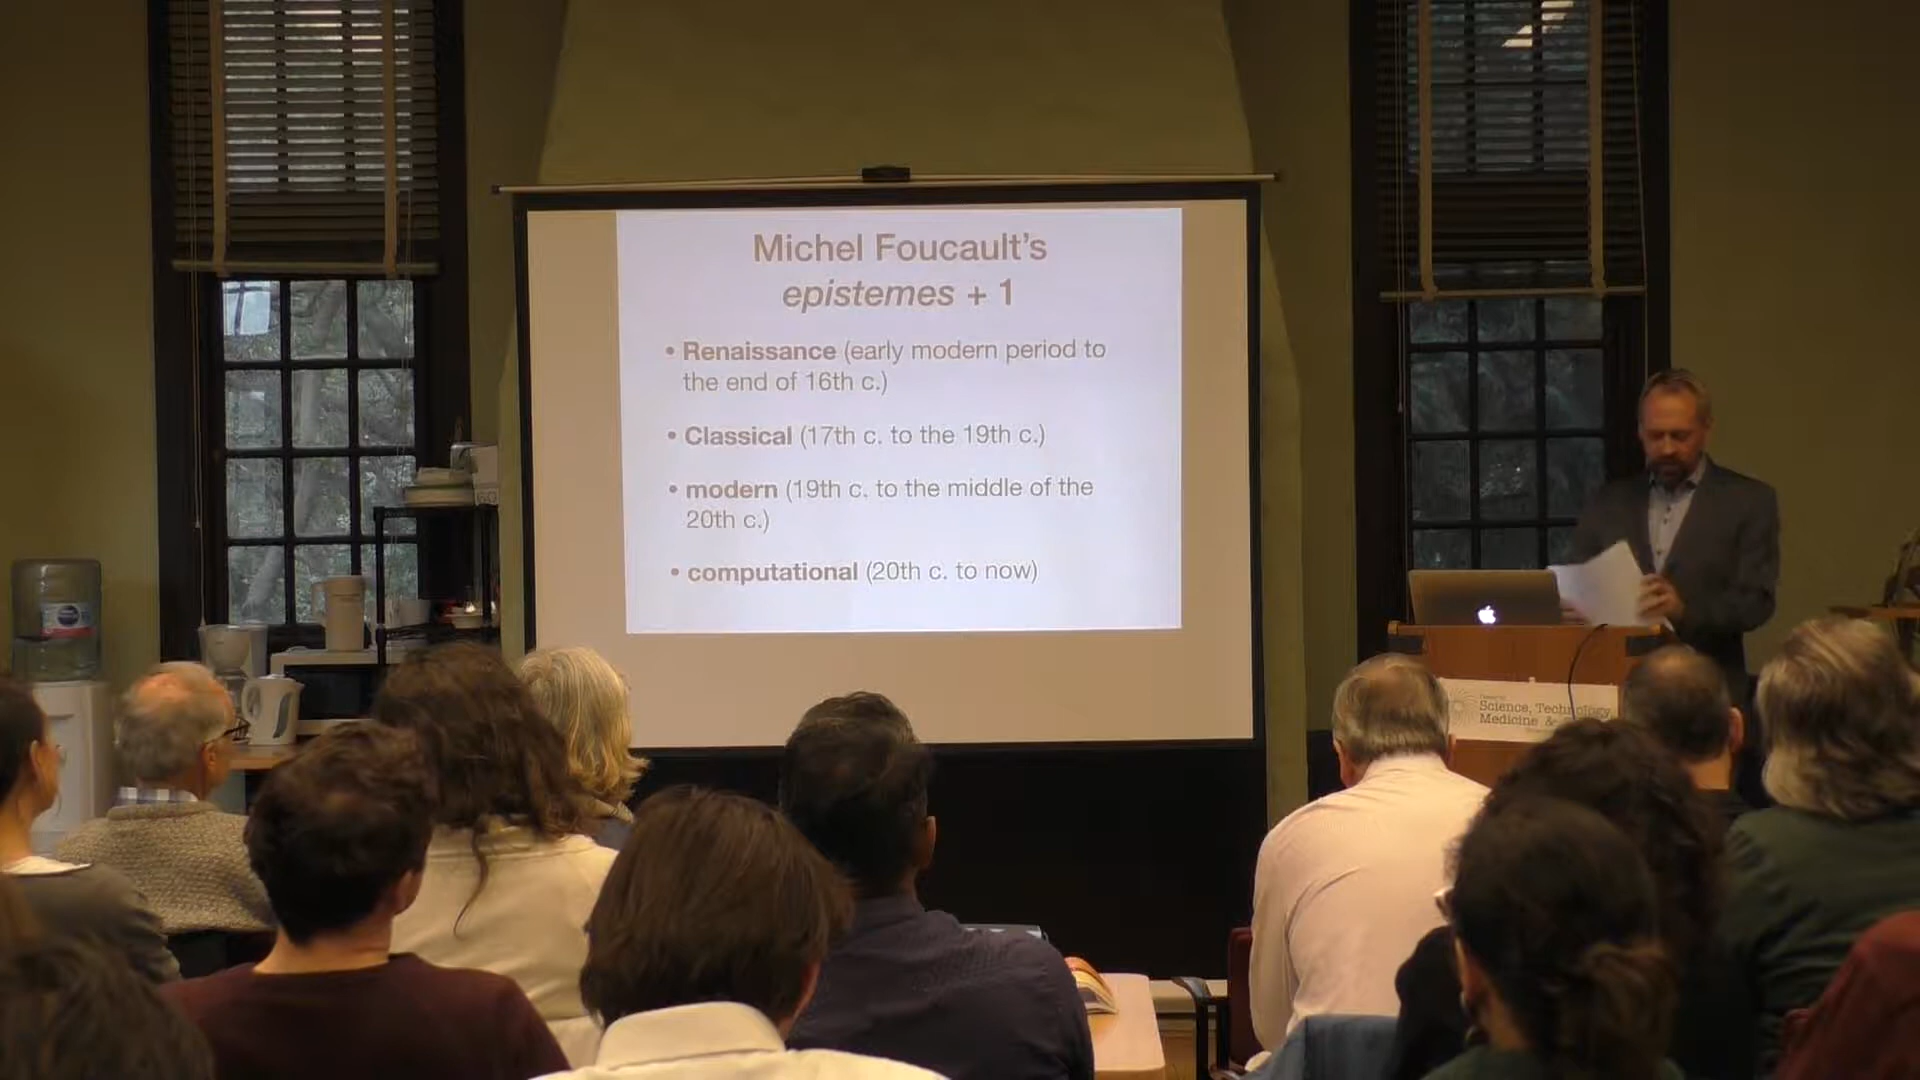 Michel Foucault's
epistemes + 1
• Renaissance (early modern period to
the end of 16th c.)
• Classical (17th c. to the 19th c.)
• modern (19th c. to the middle of the
20th c.)
• computational (20th c. to now)
Science, Technology,
Medicine &